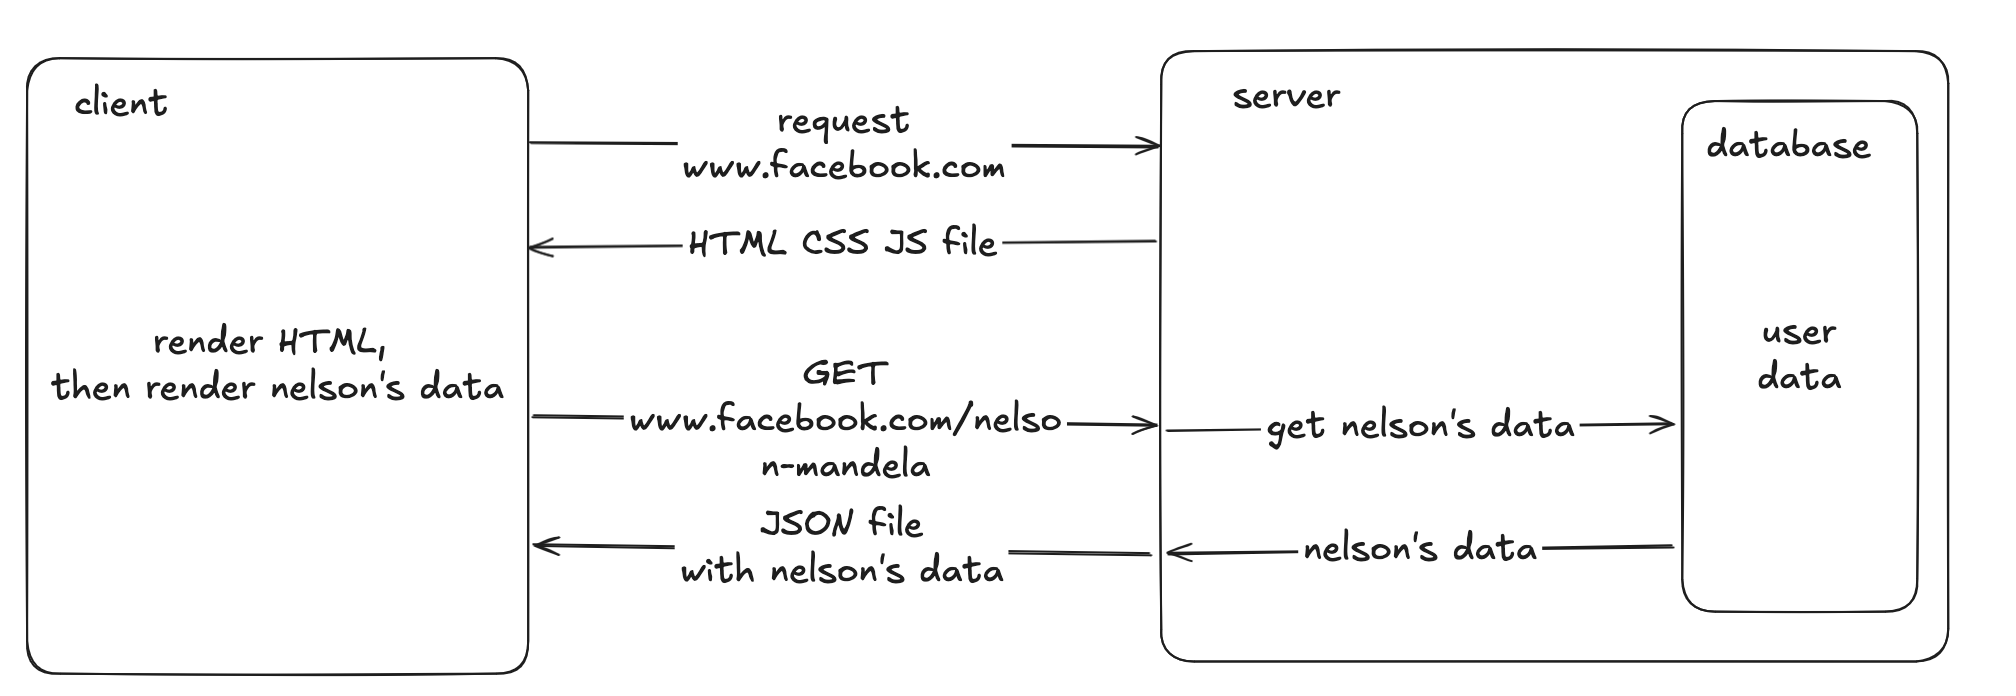 client
server
database
request
www.facebook.com
HTML CSS JS file
render HTML,
then render nelson's data
user
data
GET
www.facebook.com/nelso
n-mandela
get nelson's data
JSON file
with nelson's data
nelson's data